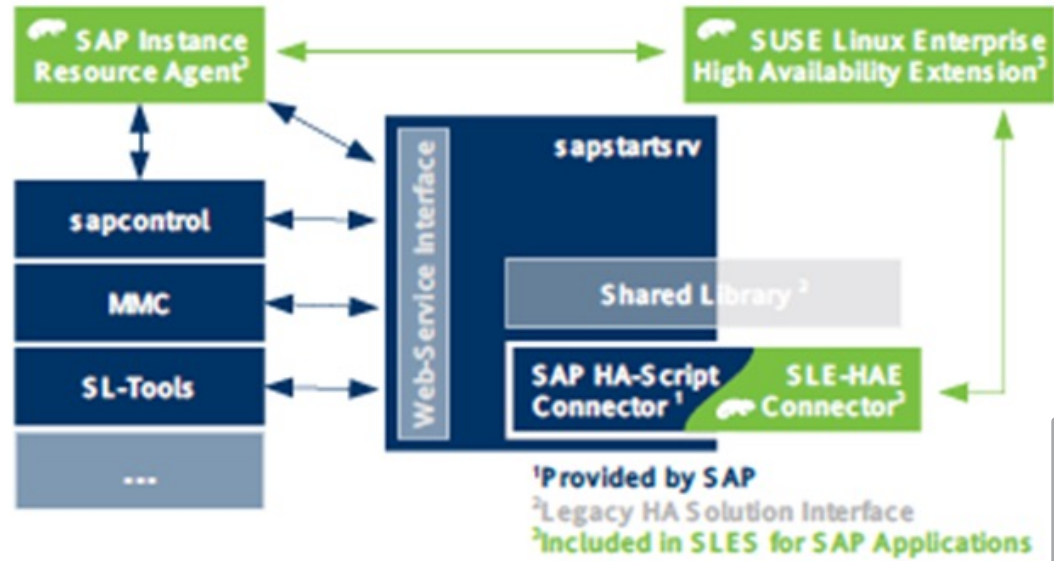 SAP Instance
Resource Agent³
SUSE Linux Enterprise
High Availability Extension³
sapstartsrv
Web-Service Interface
sapcontrol
MMC
SL-Tools
---
Shared Library ²
SAP HA-Script
Connector ¹
SLE-HAE
Connector³
¹Provided by SAP
²Legacy HA Solution Interface
³Included in SLES for SAP Applications